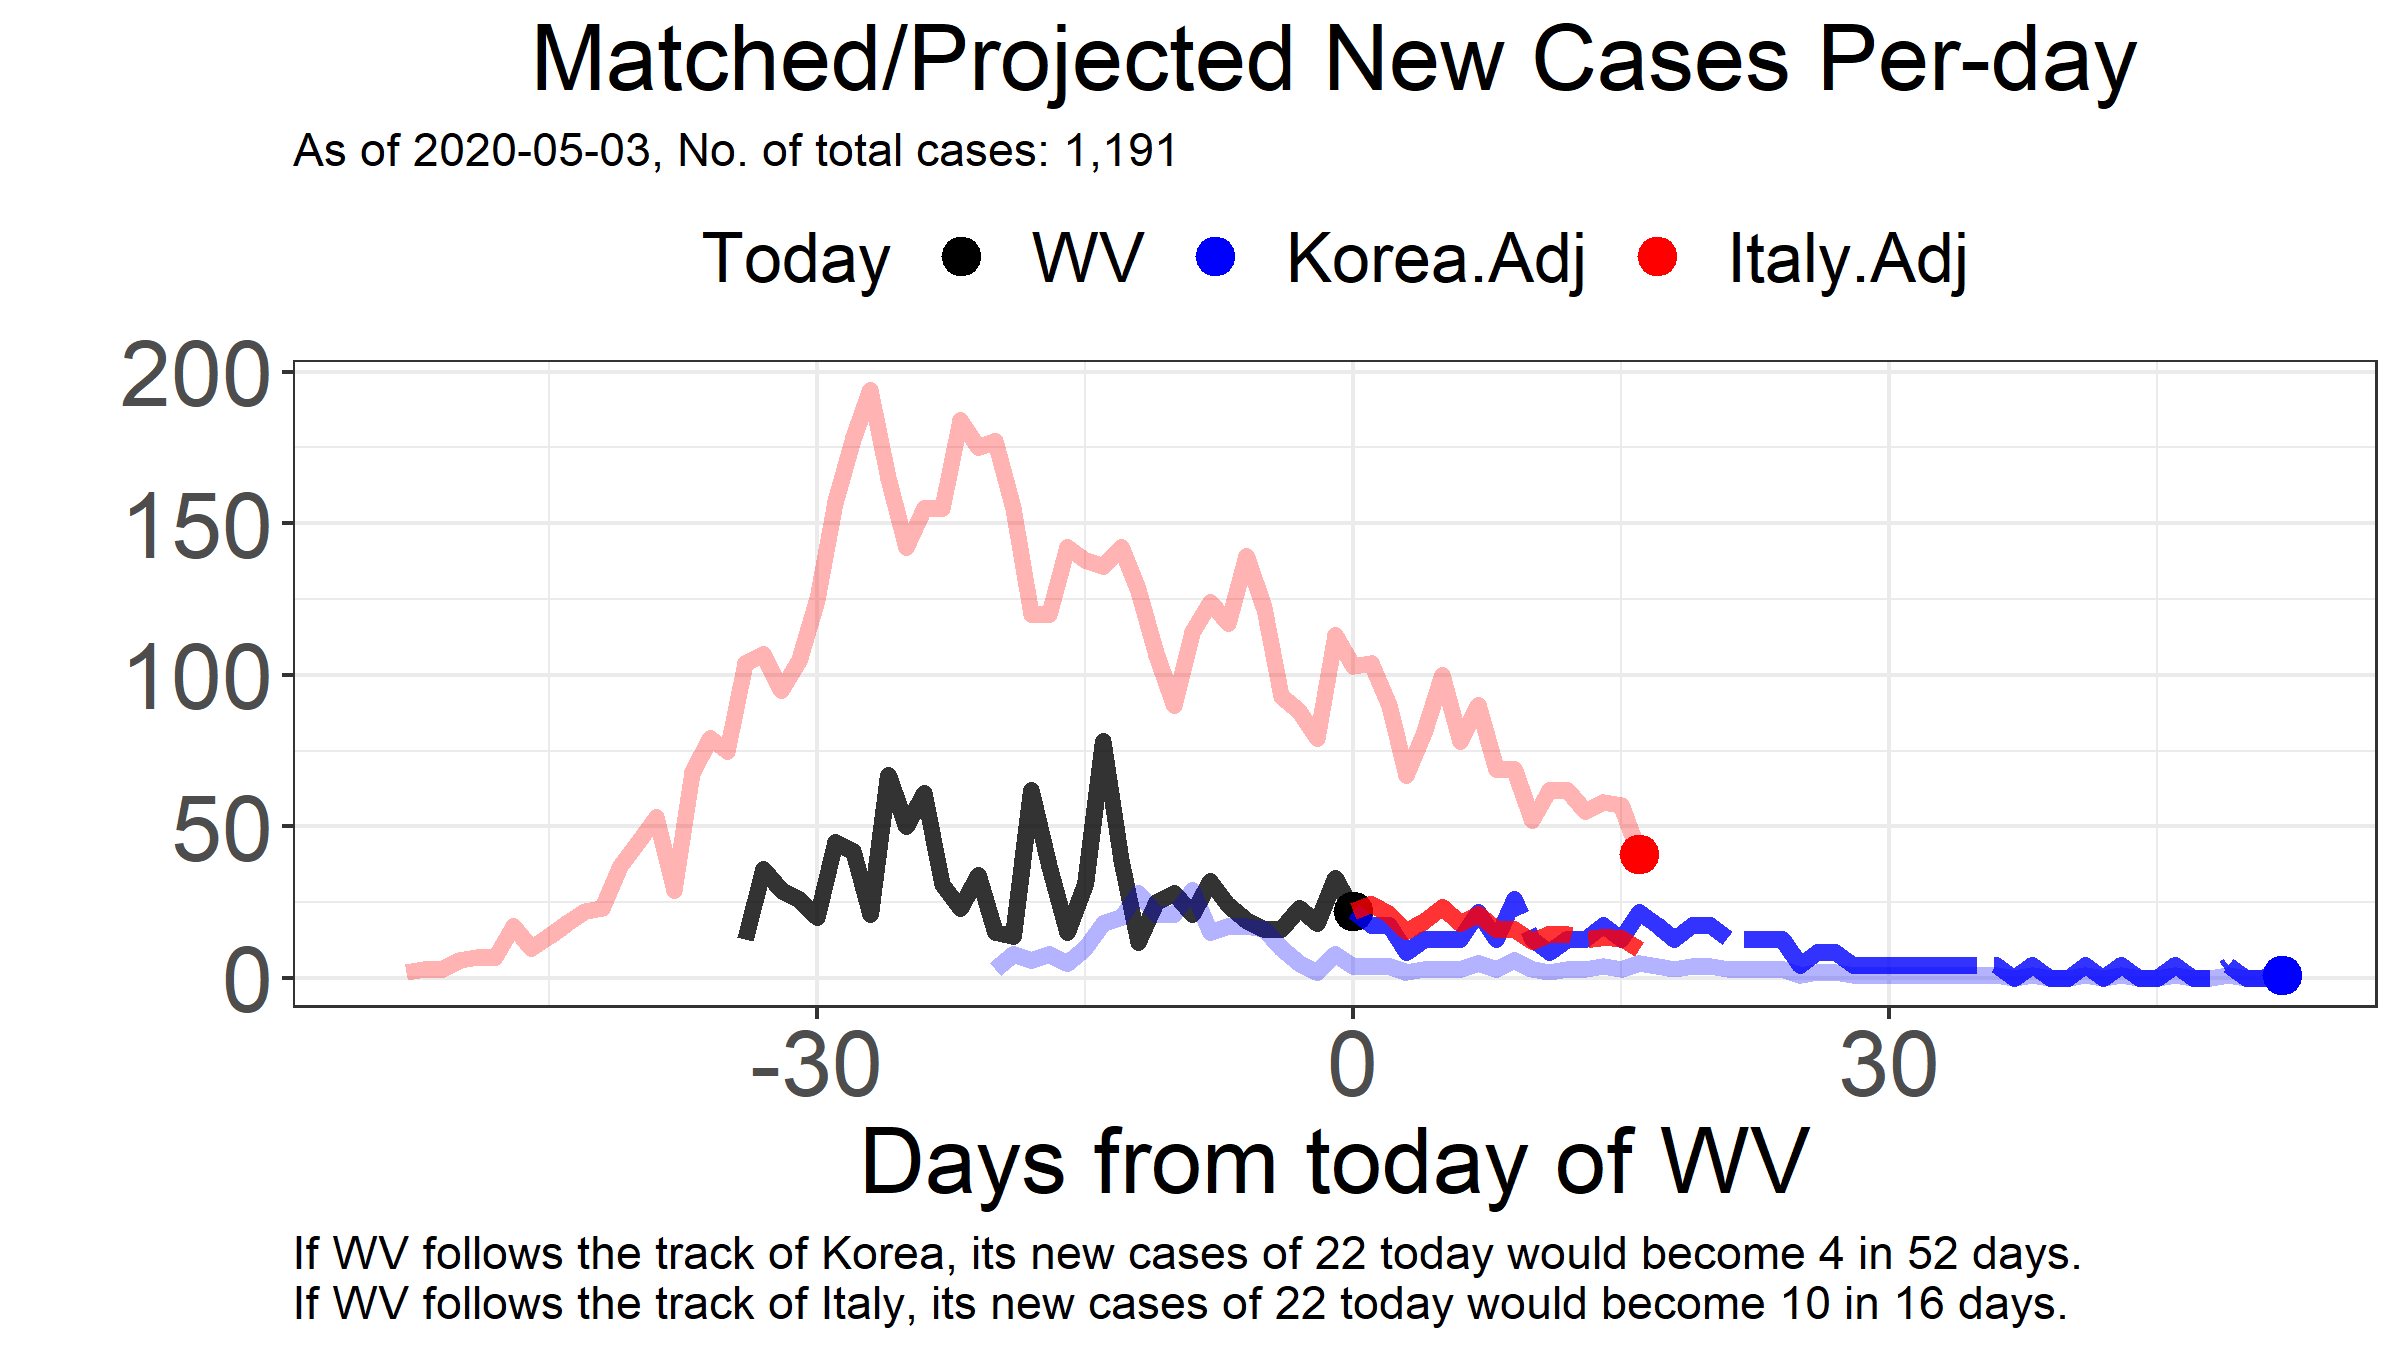 Matched/Projected New Cases Per-day
As of 2020-05-03, No. of total cases: 1,191
Today WV Korea.Adj Italy.Adj
200
150
100
50
0
-30 0 30
Days from today of WV
If WV follows the track of Korea, its new cases of 22 today would become 4 in 52 days.
If WV follows the track of Italy, its new cases of 22 today would become 10 in 16 days.